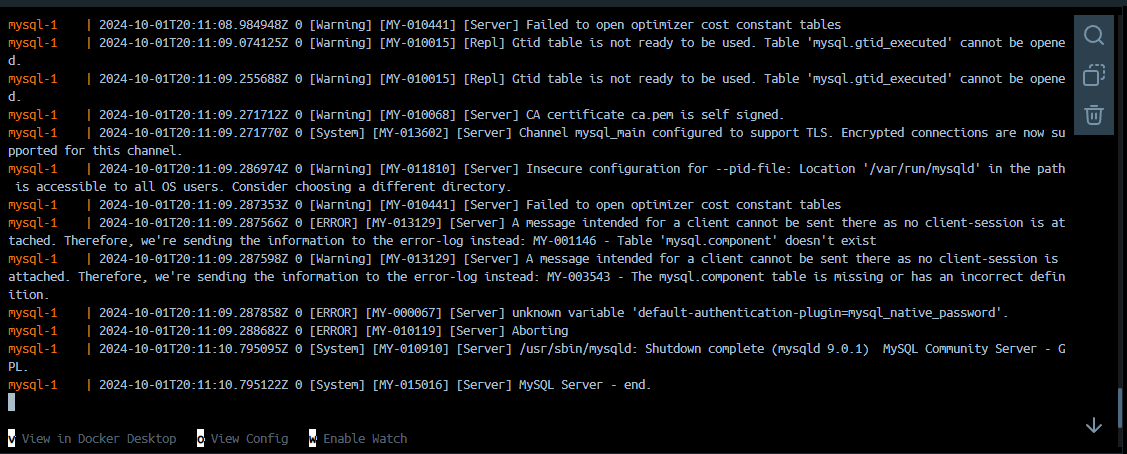 mysql-1    | 2024-10-01T20:11:08.984948Z 0 [Warning] [MY-010441] [Server] Failed to open optimizer cost constant tables
mysql-1    | 2024-10-01T20:11:09.074125Z 0 [Warning] [MY-010015] [Repl] Gtid table is not ready to be used. Table 'mysql.gtid_executed' cannot be opene
d.
mysql-1    | 2024-10-01T20:11:09.255688Z 0 [Warning] [MY-010015] [Repl] Gtid table is not ready to be used. Table 'mysql.gtid_executed' cannot be opene
d.
mysql-1    | 2024-10-01T20:11:09.271712Z 0 [Warning] [MY-010068] [Server] CA certificate ca.pem is self signed.
mysql-1    | 2024-10-01T20:11:09.271770Z 0 [System] [MY-013602] [Server] Channel mysql_main configured to support TLS. Encrypted connections are now su
pported for this channel.
mysql-1    | 2024-10-01T20:11:09.286974Z 0 [Warning] [MY-011810] [Server] Insecure configuration for --pid-file: Location '/var/run/mysqld' in the path
 is accessible to all OS users. Consider choosing a different directory.
mysql-1    | 2024-10-01T20:11:09.287353Z 0 [Warning] [MY-010441] [Server] Failed to open optimizer cost constant tables
mysql-1    | 2024-10-01T20:11:09.287566Z 0 [ERROR] [MY-013129] [Server] A message intended for a client cannot be sent there as no client-session is at
tached. Therefore, we're sending the information to the error-log instead: MY-001146 - Table 'mysql.component' doesn't exist
mysql-1    | 2024-10-01T20:11:09.287598Z 0 [Warning] [MY-013129] [Server] A message intended for a client cannot be sent there as no client-session is
attached. Therefore, we're sending the information to the error-log instead: MY-003543 - The mysql.component table is missing or has an incorrect defin
ition.
mysql-1    | 2024-10-01T20:11:09.287858Z 0 [ERROR] [MY-000067] [Server] unknown variable 'default-authentication-plugin=mysql_native_password'.
mysql-1    | 2024-10-01T20:11:09.288682Z 0 [ERROR] [MY-010119] [Server] Aborting
mysql-1    | 2024-10-01T20:11:10.795095Z 0 [System] [MY-010910] [Server] /usr/sbin/mysqld: Shutdown complete (mysqld 9.0.1)  MySQL Community Server - G
PL.
mysql-1    | 2024-10-01T20:11:10.795122Z 0 [System] [MY-015016] [Server] MySQL Server - end.
v View in Docker Desktop   o View Config   w Enable Watch